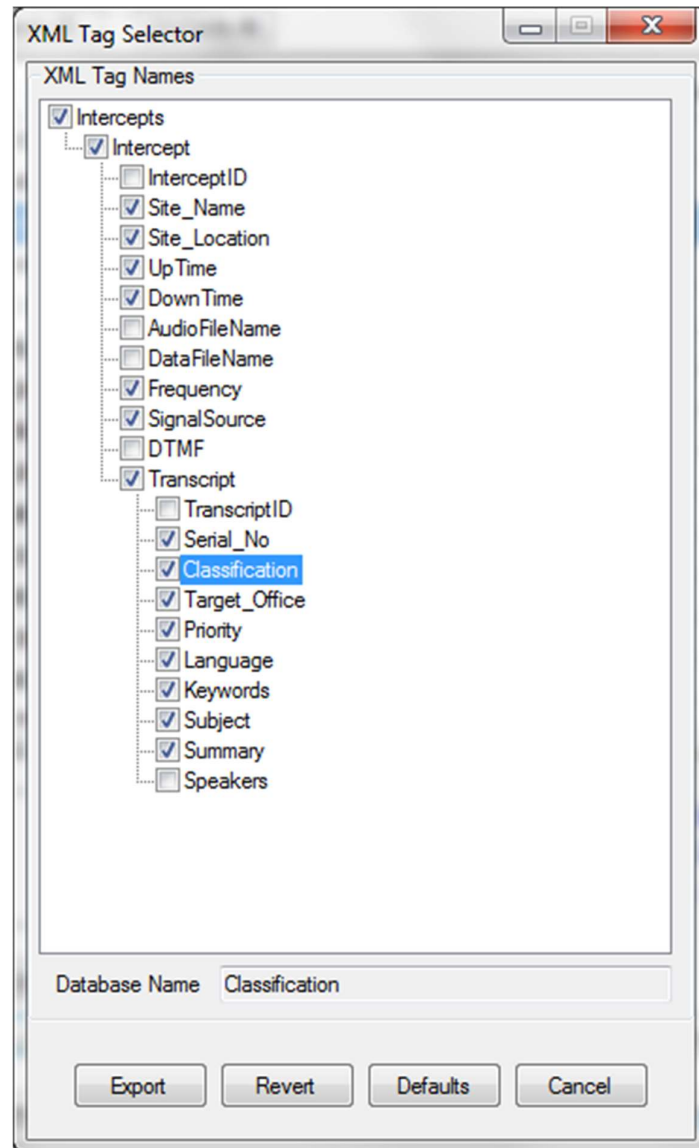 XML Tag Selector
XML Tag Names
Intercepts
Intercept
InterceptID
Site_Name
Site_Location
UpTime
DownTime
AudioFileName
DataFileName
Frequency
SignalSource
DTMF
Transcript
TranscriptID
Serial_No
Classification
Target_Office
Priority
Language
Keywords
Subject
Summary
Speakers
Database Name Classification
Export Revert Defaults Cancel